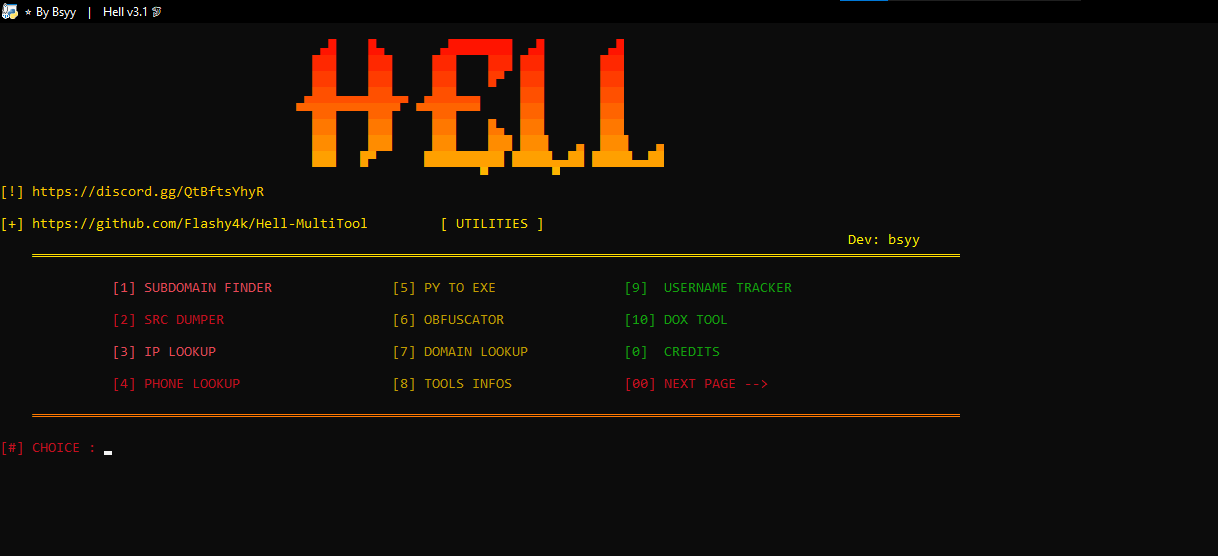 ★ By Bsyy | Hell v3.1
HELL
[!] https://discord.gg/QtBftsYhyR
[+] https://github.com/Flashy4k/Hell-MultiTool [ UTILITIES ]
Dev: bsyy
[1] SUBDOMAIN FINDER [5] PY TO EXE [9] USERNAME TRACKER
[2] SRC DUMPER [6] OBFUSCATOR [10] DOX TOOL
[3] IP LOOKUP [7] DOMAIN LOOKUP [0] CREDITS
[4] PHONE LOOKUP [8] TOOLS INFOS [00] NEXT PAGE -->
[#] CHOICE :